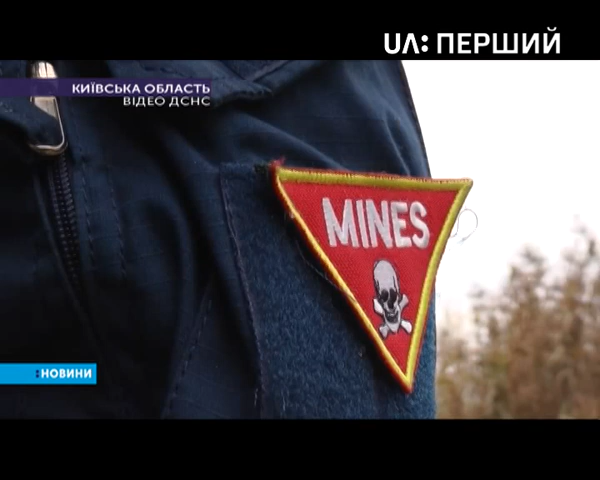 UA: ПЕРШИЙ
КИЇВСЬКА ОБЛАСТЬ
ВІДЕО ДСНС
MINES
:НОВИНИ